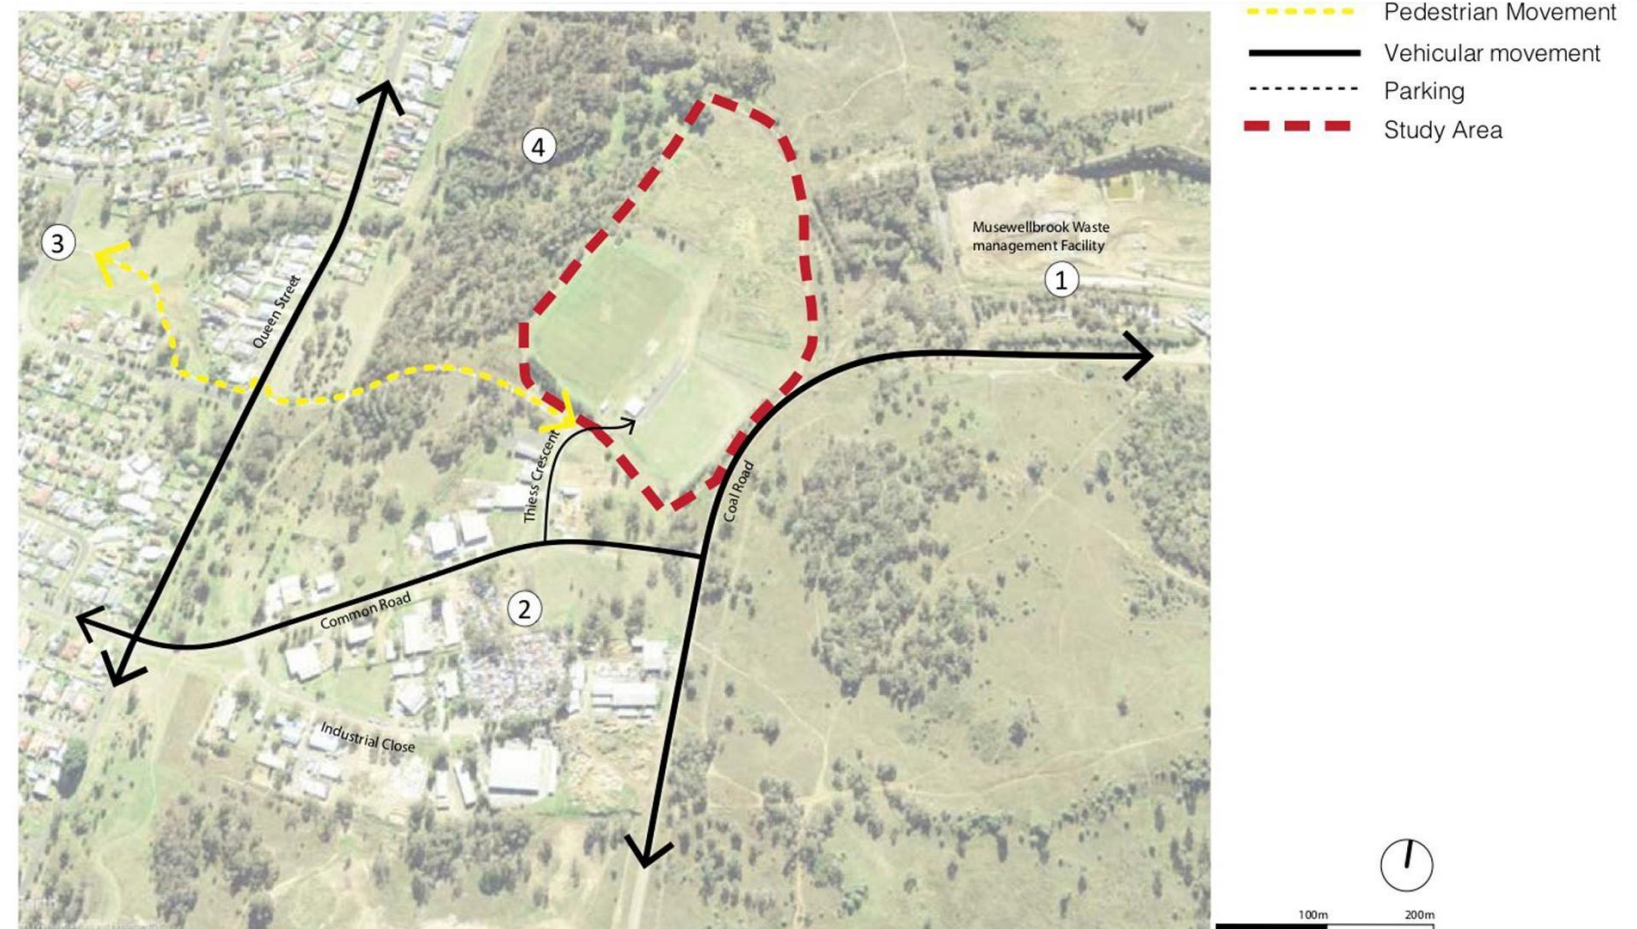 Pedestrian Movement
Vehicular movement
Parking
Study Area
4
3
Musewellbrook Waste
management Facility
1
Queen Street
Thiess Crescent
Coal Road
2
Common Road
Industrial Close
100m
200m